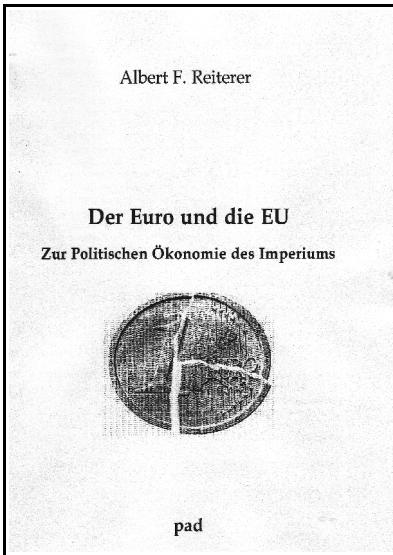 Albert F. Reiterer
Der Euro und die EU
Zur Politischen Ökonomie des Imperiums
pad